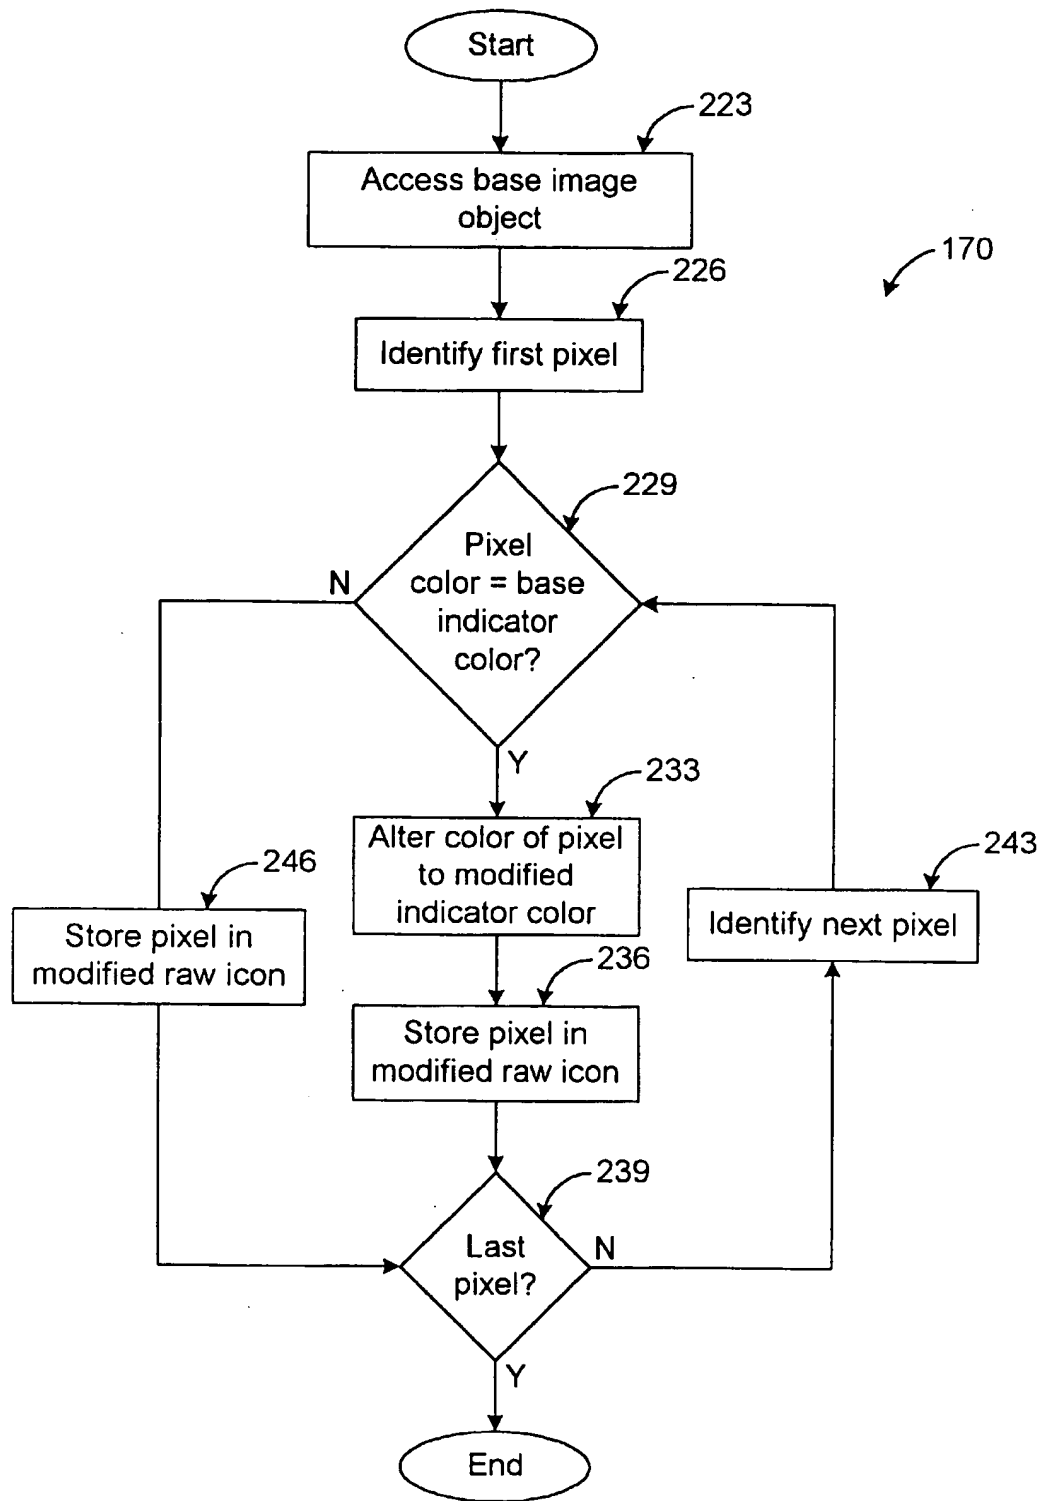 Start
223
Access base image
object
170
226
Identify first pixel
229
Pixel
color = base
indicator
color?
N
Y
233
Alter color of pixel
to modified
indicator color
243
Identify next pixel
246
Store pixel in
modified raw icon
236
Store pixel in
modified raw icon
239
Last
pixel?
N
Y
End